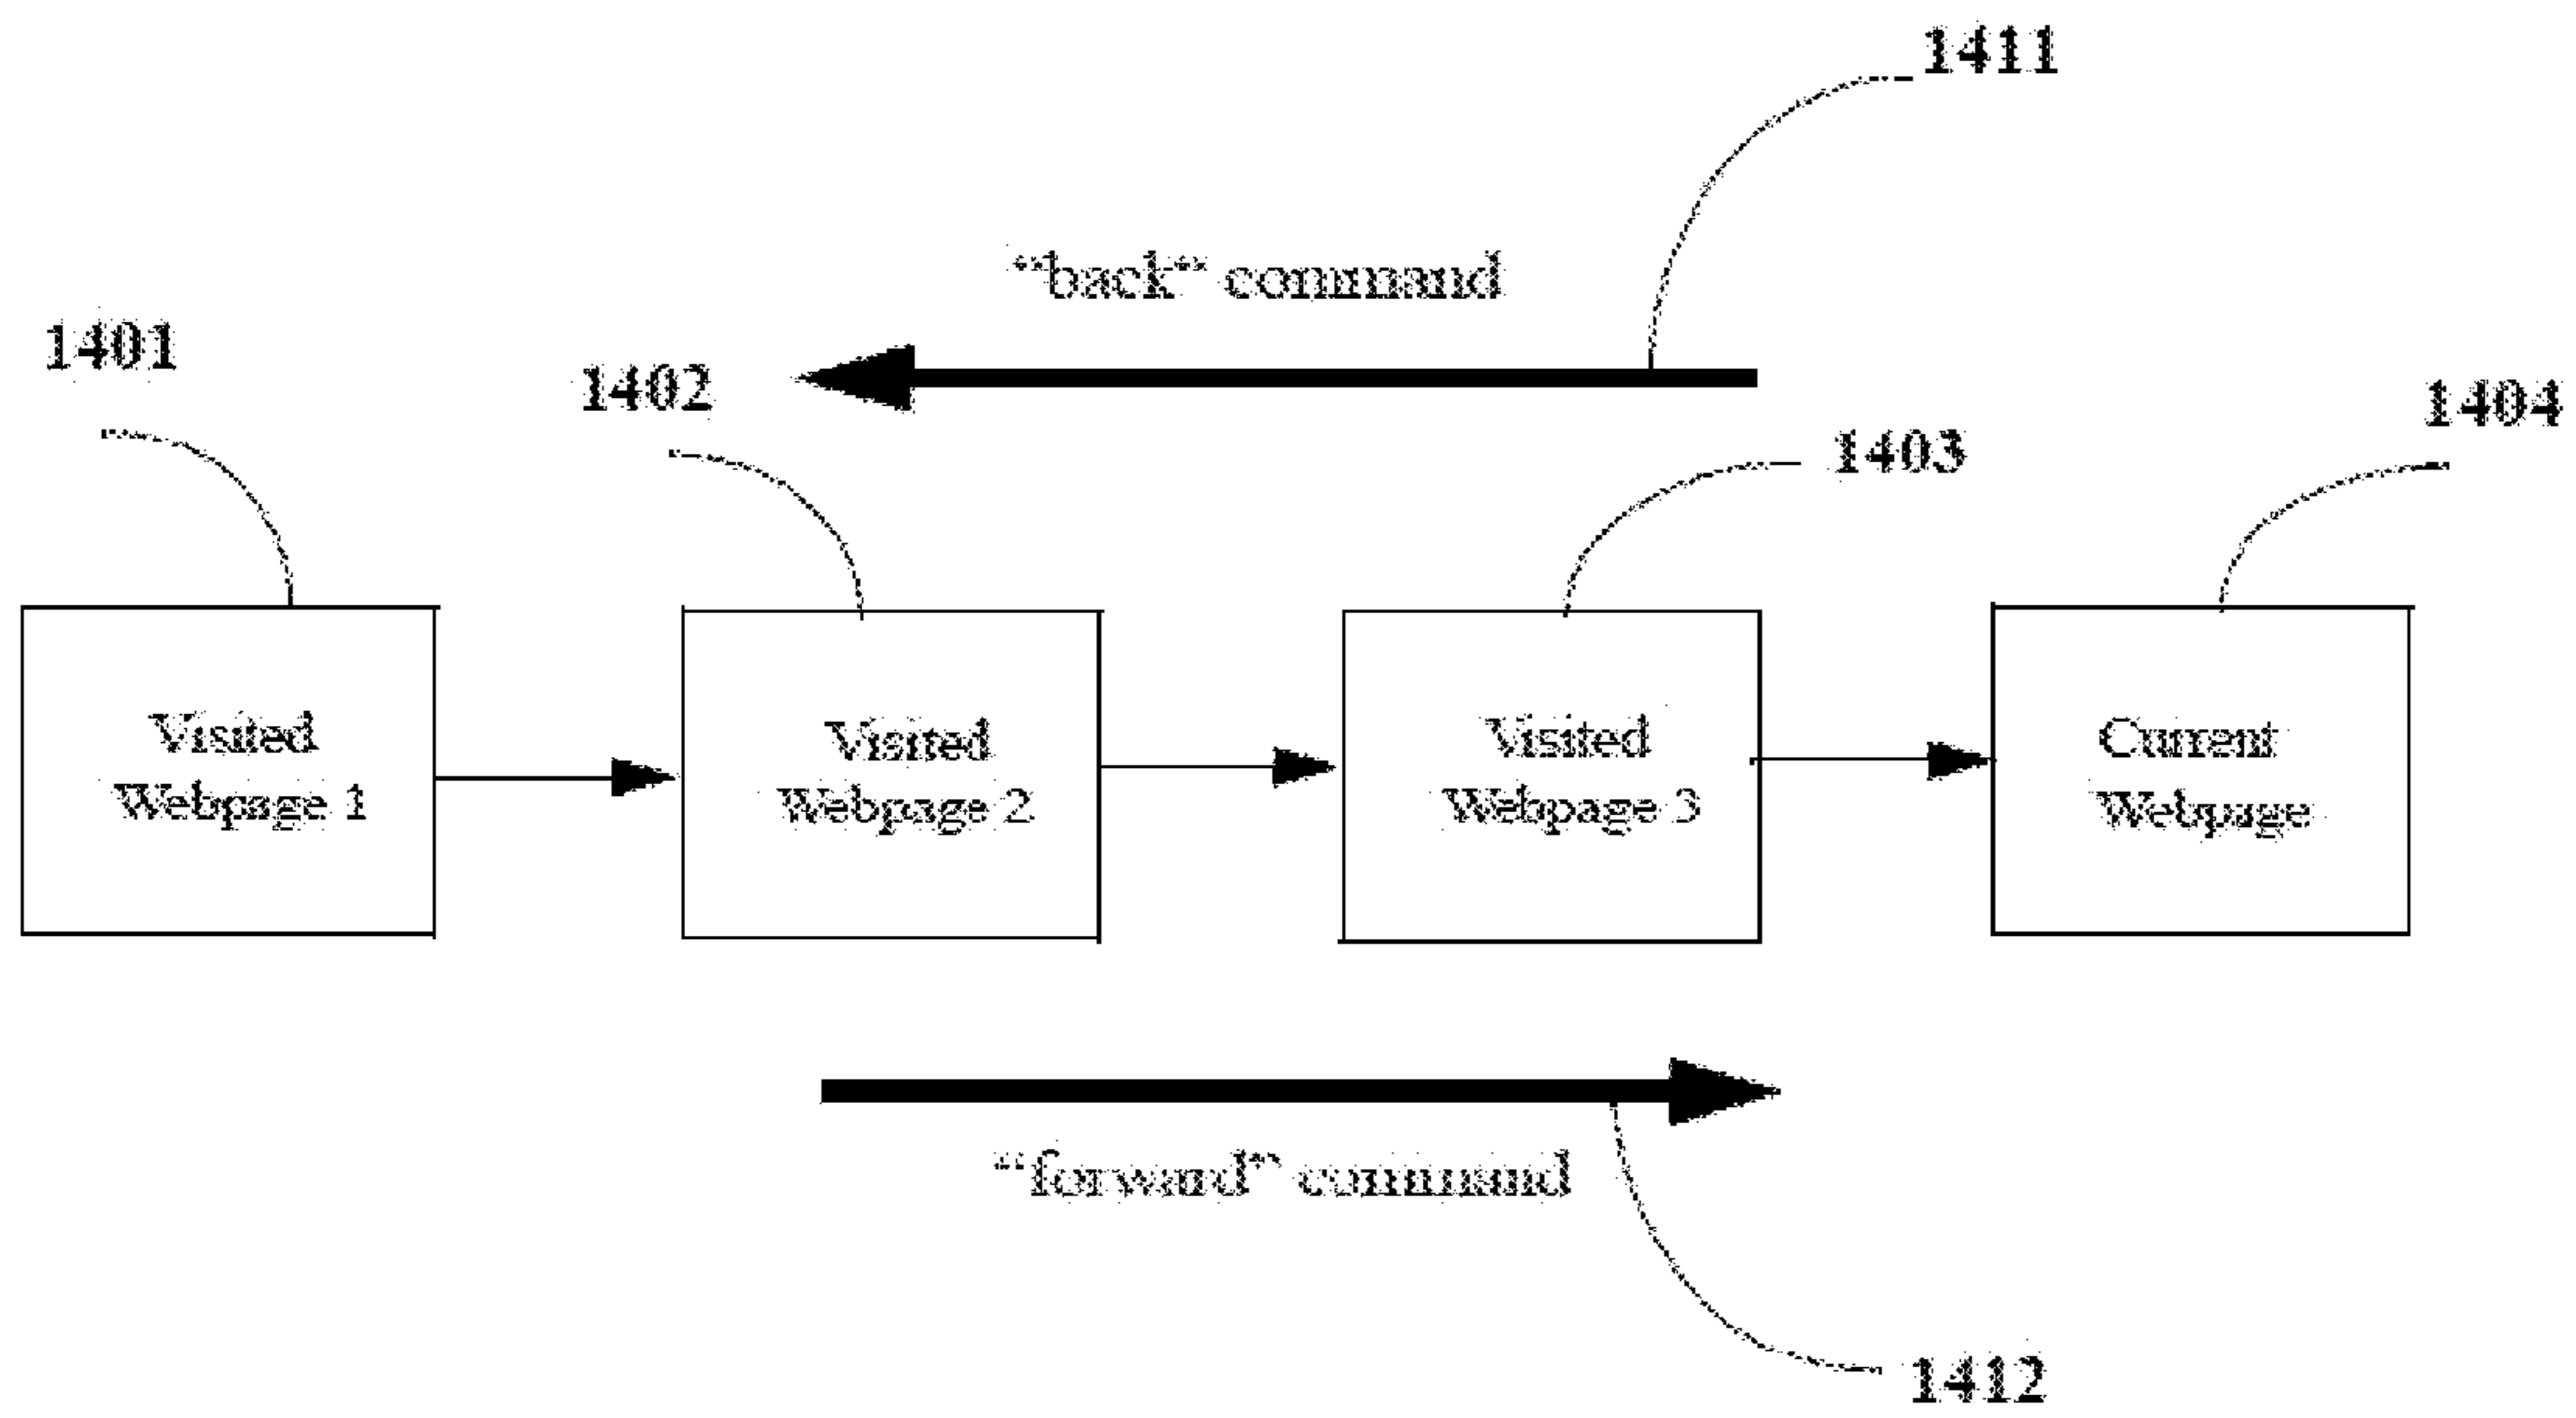 1411
"back" command
1401
1402
1403
1404
Visited
Webpage 1
Visited
Webpage 2
Visited
Webpage 3
Current
Webpage
"forward" command
1412